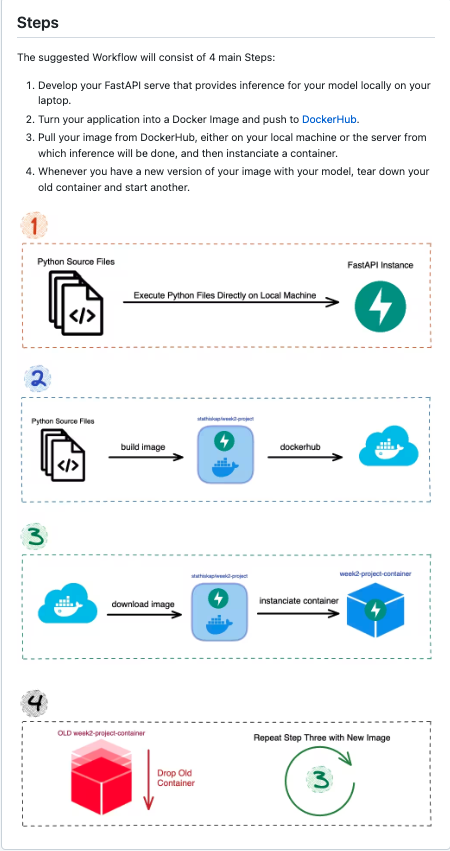 Steps
The suggested Workflow will consist of 4 main Steps:
1. Develop your FastAPI serve that provides inference for your model locally on your
laptop.
2. Turn your application into a Docker Image and push to DockerHub.
3. Pull your image from DockerHub, either on your local machine or the server from
which inference will be done, and then instanciate a container.
4. Whenever you have a new version of your image with your model, tear down your
old container and start another.
1
Python Source Files
FastAPI Instance
</>
Execute Python Files Directly on Local Machine
2
Python Source Files
stathiskap/week2-project
</>
build image
dockerhub
3
stathiskap/week2-project
week2-project-container
download image
instanciate container
4
OLD week2-project-container
Repeat Step Three with New Image
Drop Old
Container
3